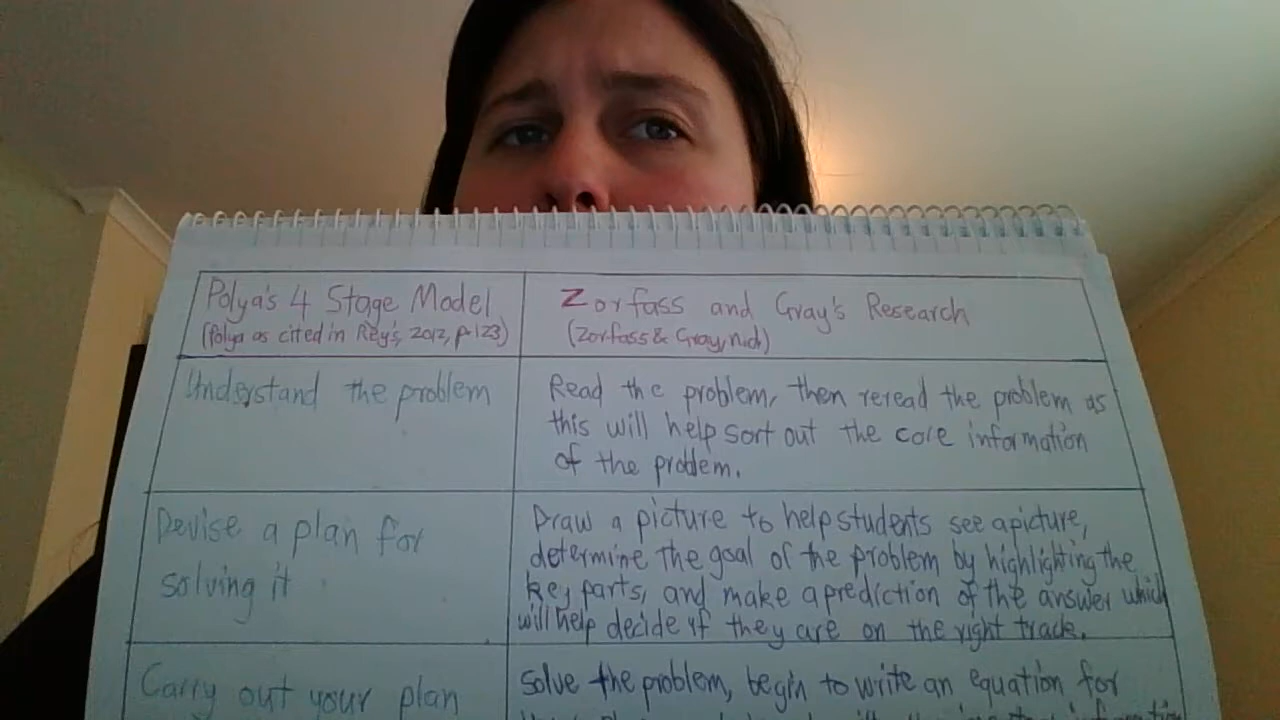 Polya's 4 Stage Model
(Polya as cited in Rey's, 2012, p.123)
Zorfass and Gray's Research
(Zorfass & Gray, n.d)
Understand the problem
Read the problem, then reread the problem as
this will help sort out the core information
of the problem.
Devise a plan for
solving it
Draw a picture to help students see a picture,
determine the goal of the problem by highlighting the
key parts, and make a prediction of the answer which
will help decide if they are on the right track.
Carry out your plan
Solve the problem, begin to write an equation for